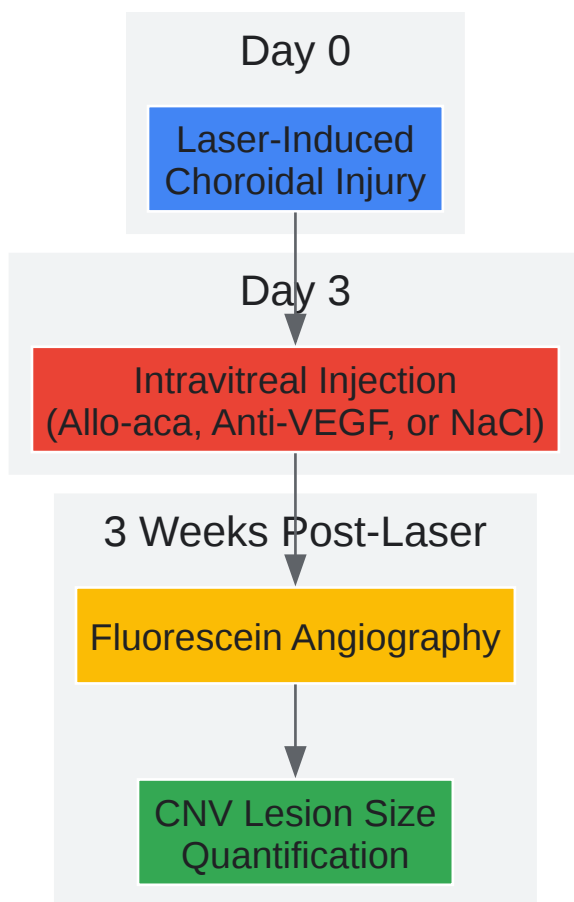 Day 0
Laser-Induced
Choroidal Injury
Day 3
Intravitreal Injection
(Allo-aca, Anti-VEGF, or NaCl)
3 Weeks Post-Laser
Fluorescein Angiography
CNV Lesion Size
Quantification